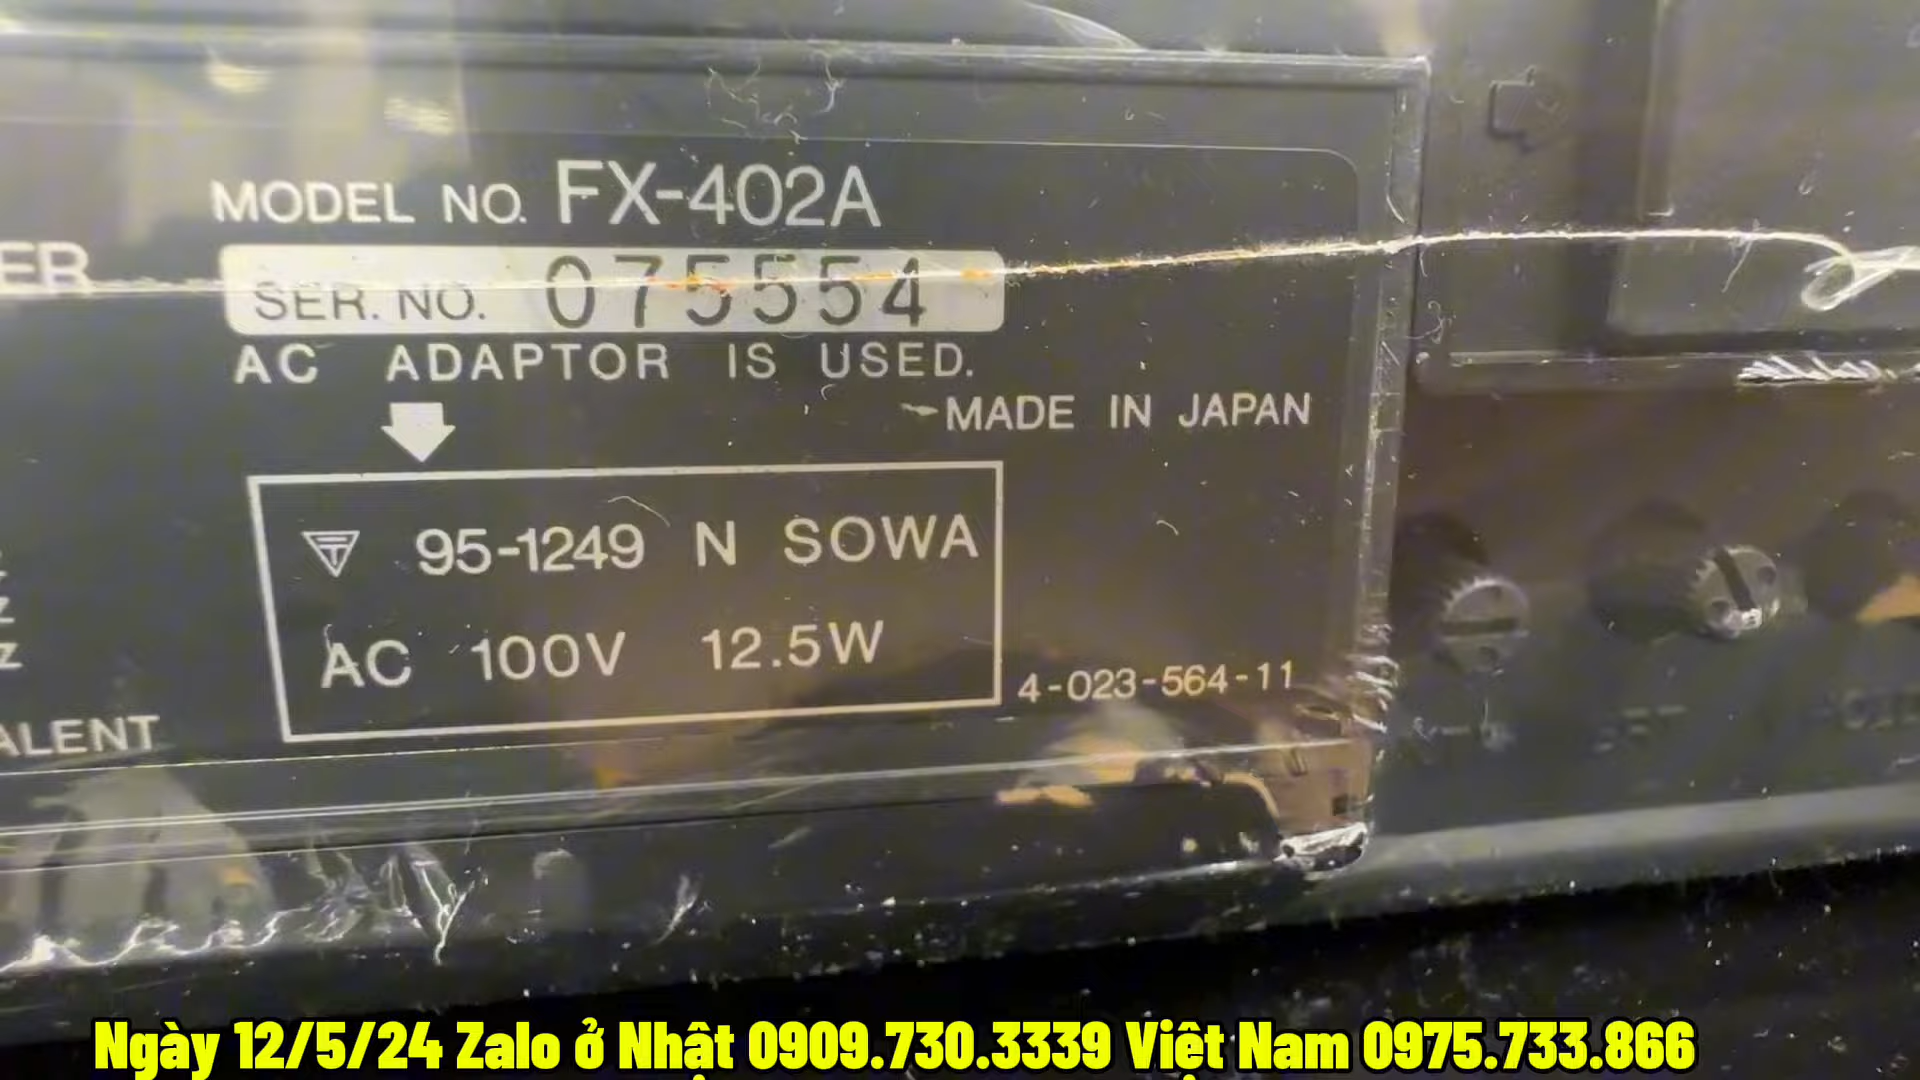 MODEL NO. FX-402A
ER
SER. NO. 075554
AC ADAPTOR IS USED.
MADE IN JAPAN
95-1249 N SOWA
Z
Z
AC 100V 12.5W
4-023-564-11
ALENT
Ngày 12/5/24 Zalo ở Nhật 0909.730.3339 Việt Nam 0975.733.866